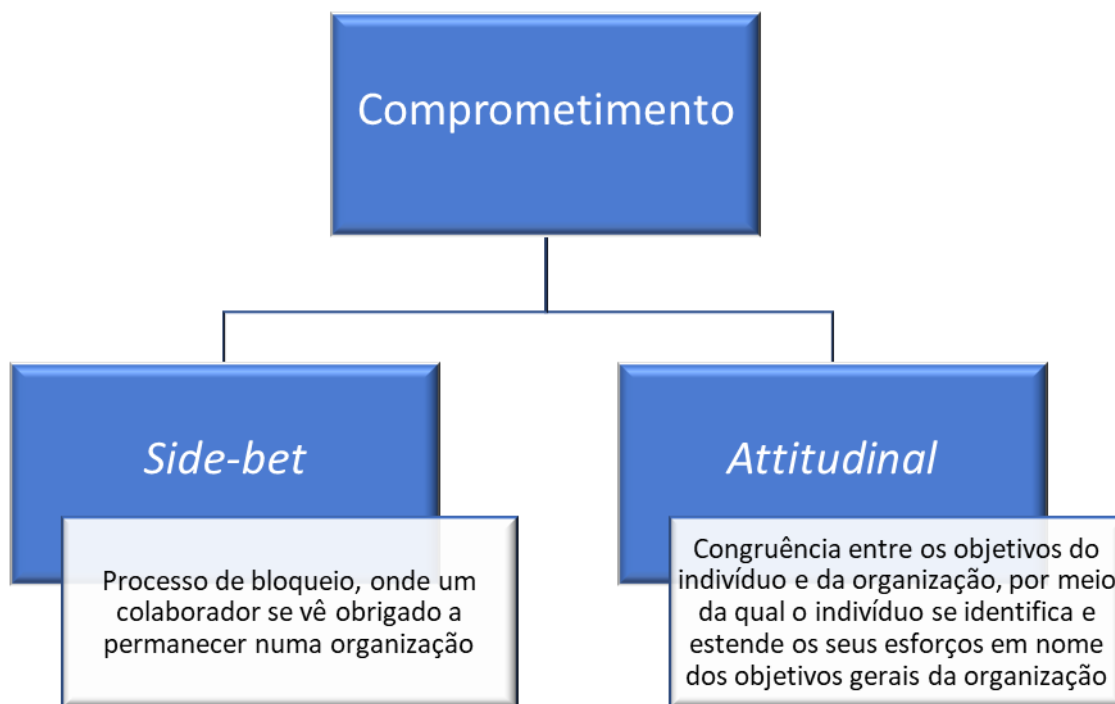 Comprometimento
Side-bet
Processo de bloqueio, onde um
colaborador se vê obrigado a
permanecer numa organização
Attitudinal
Congruência entre os objetivos do
indivíduo e da organização, por meio
da qual o indivíduo se identifica e
estende os seus esforços em nome
dos objetivos gerais da organização